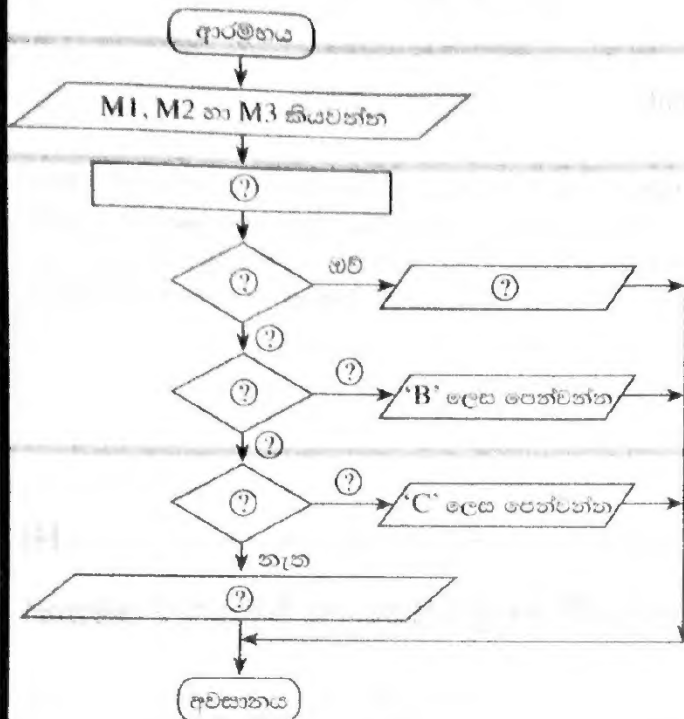 ආරම්භය
M1, M2 හා M3 කියවන්න
?
? ඔව් ?
?
? ? ‘B’ ලෙස පෙන්වන්න
?
? ? ‘C’ ලෙස පෙන්වන්න
නැත
?
අවසානය